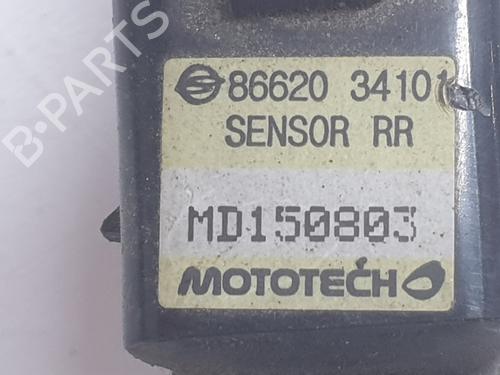 B-PARTS
86620 34101
SENSOR RR
MD150803
MOTOTECH